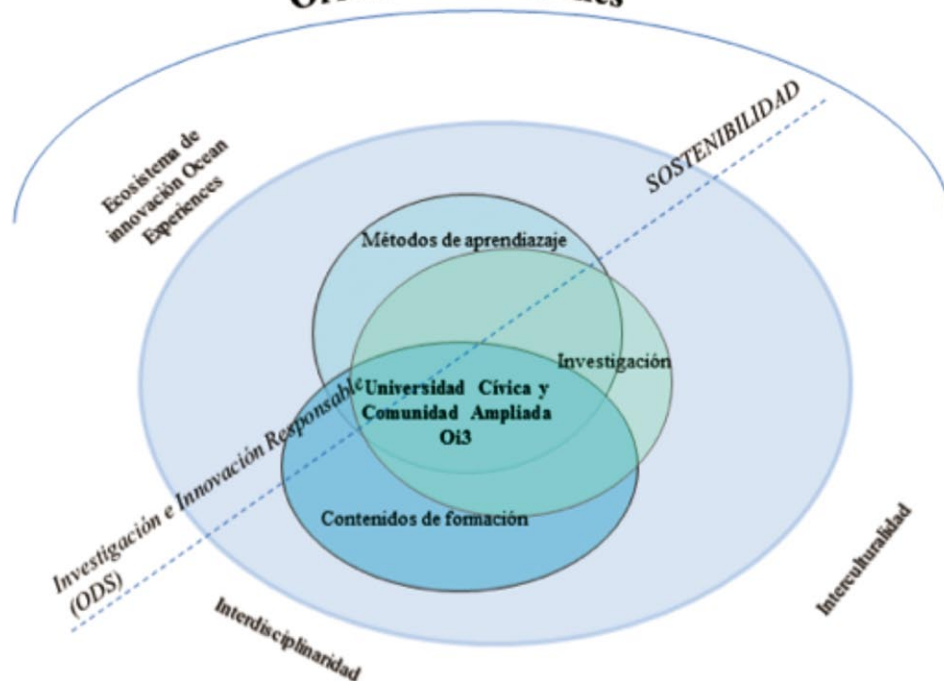 Ecosistema de
innovación Ocean
Experiences
SOSTENIBILIDAD
Métodos de aprendizaje
Investigación
Universidad Cívica y
Comunidad Ampliada
Oi3
Investigación e Innovación Responsable
(ODS)
Contenidos de formación
Interdisciplinaridad
Interculturalidad